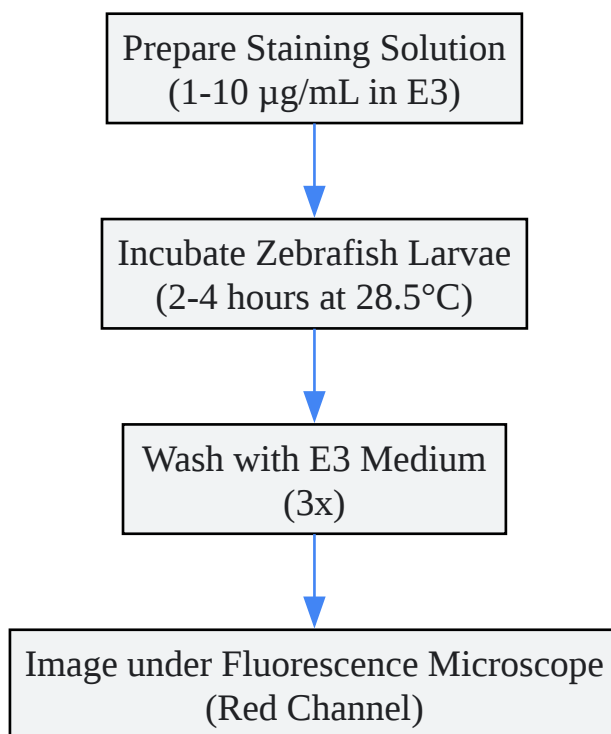 Prepare Staining Solution
(1-10 µg/mL in E3)
Incubate Zebrafish Larvae
(2-4 hours at 28.5°C)
Wash with E3 Medium
(3x)
Image under Fluorescence Microscope
(Red Channel)